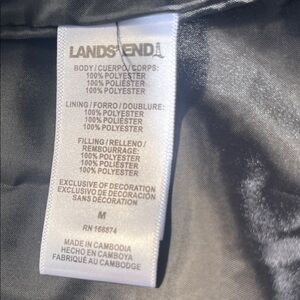 LANDS'END
BODY/CUERPO/CORPS:
100% POLYESTER
100% POLIÉSTER
100% POLYESTER
LINING/FORRO/DOUBLURE:
100% POLYESTER
100% POLIÉSTER
100% POLYESTER
FILLING/RELLENO/
REMBOURRAGE:
100% POLYESTER
100% POLIÉSTER
100% POLYESTER
EXCLUSIVE OF DECORATION
EXCLUSIVO DE DECORACIÓN
SANS DÉCORATION
M
RN 166874
MADE IN CAMBODIA
HECHO EN CAMBOYA
FABRIQUÉ AU CAMBODGE